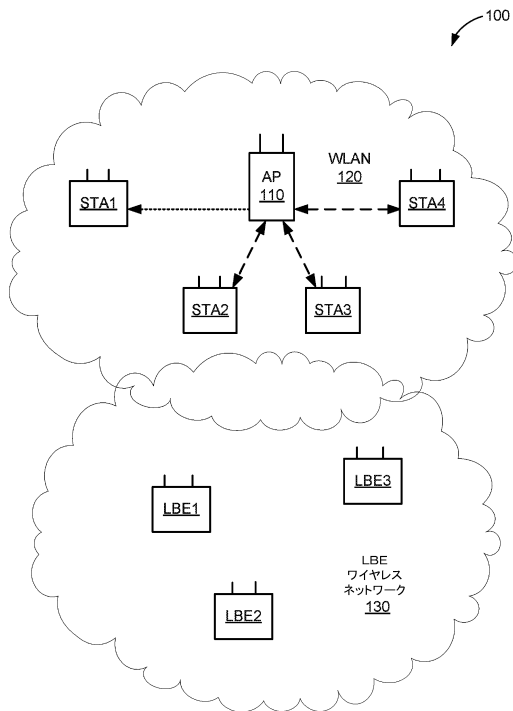 100
AP
110
WLAN
120
STA1
STA4
STA2
STA3
LBE3
LBE1
LBE
ワイヤレス
ネットワーク
130
LBE2